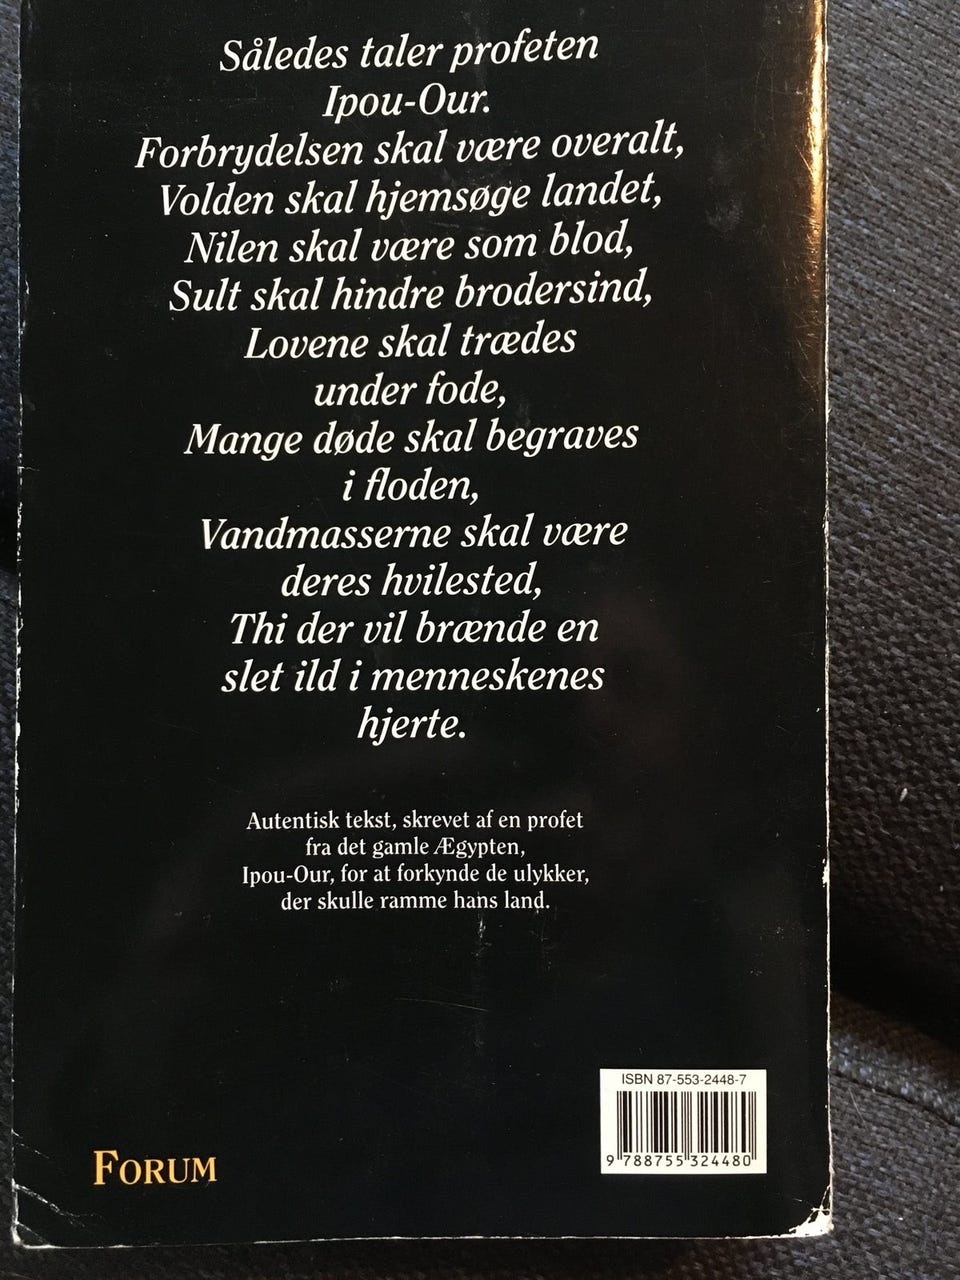 Således taler profeten
Ipou-Our.
Forbrydelsen skal være overalt,
Volden skal hjemsøge landet,
Nilen skal være som blod,
Sult skal hindre brodersind,
Lovene skal trædes
under fode,
Mange døde skal begraves
i floden,
Vandmasserne skal være
deres hvilested,
Thi der vil brænde en
slet ild i menneskenes
hjerte.
Autentisk tekst, skrevet af en profet
fra det gamle Ægypten,
Ipou-Our, for at forkynde de ulykker,
der skulle ramme hans land.
ISBN 87-553-2448-7
9 788755 324480
FORUM